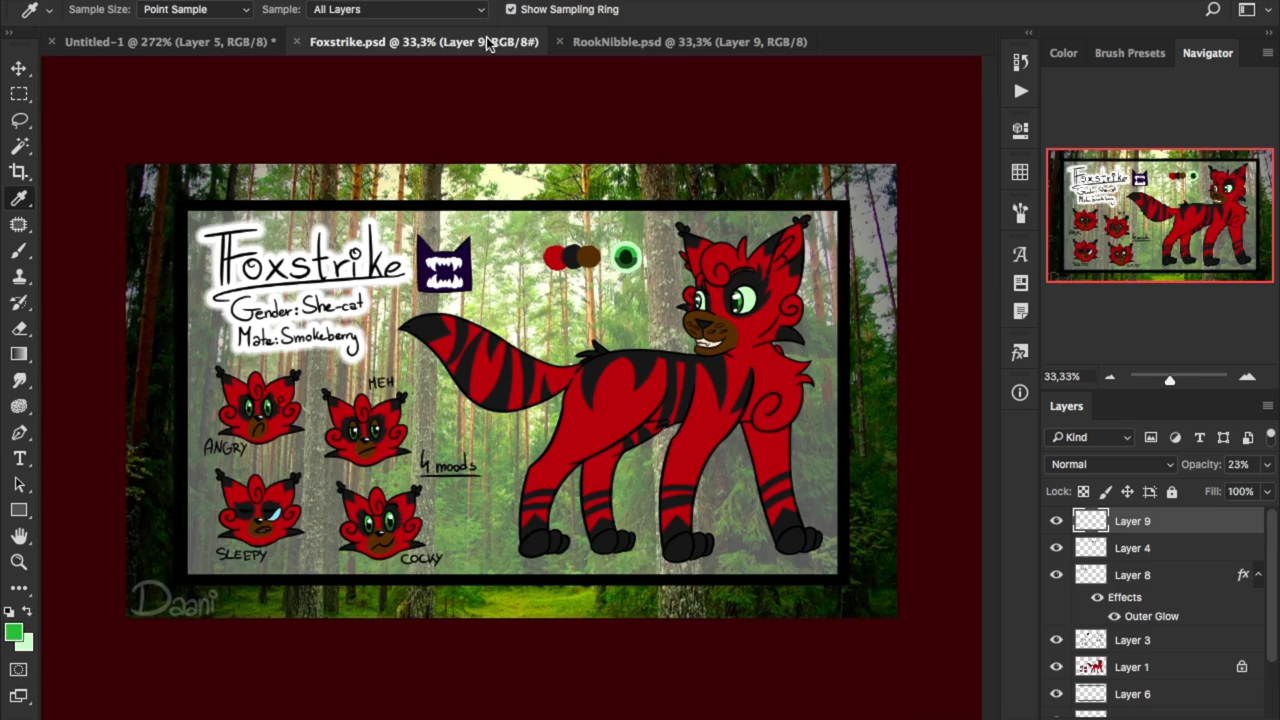 Sample Size: Point Sample Sample: All Layers Show Sampling Ring
Untitled-1 @ 272% (Layer 5, RGB/8) *
Foxstrike.psd @ 33,3% (Layer 9, RGB/8#)
RookNibble.psd @ 33,3% (Layer 9, RGB/8)
Color Brush Presets Navigator
Foxstrike
Gender: She-cat
Mate: Smokeberry
MEH
ANGRY
4 moods
SLEEPY
COCKY
Daani
33,33%
Layers
Kind
Normal Opacity: 23%
Lock: Fill: 100%
Layer 9
Layer 4
Layer 8 fx
Effects
Outer Glow
Layer 3
Layer 1
Layer 6